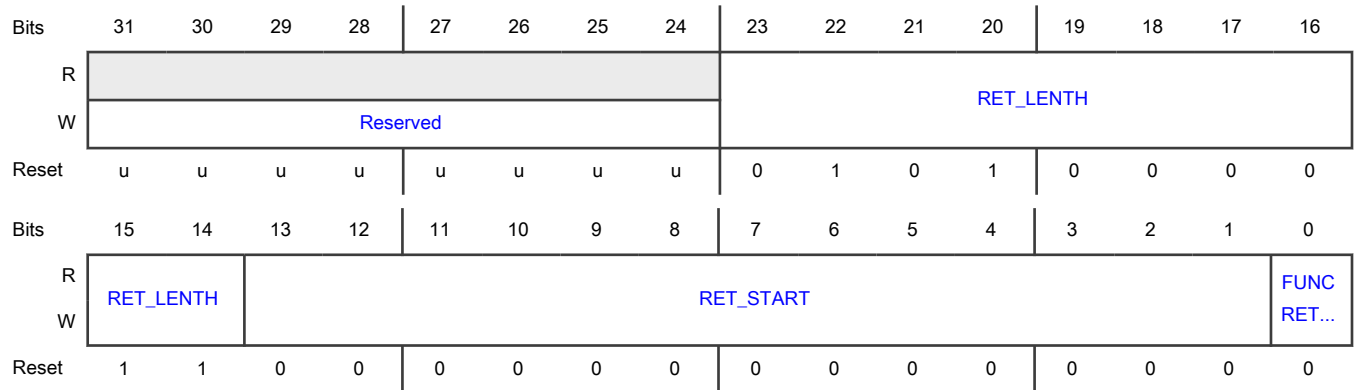 Bits 31 30 29 28 27 26 25 24 23 22 21 20 19 18 17 16
R
RET_LENTH
W Reserved
Reset u u u u u u u u 0 1 0 1 0 0 0 0
Bits 15 14 13 12 11 10 9 8 7 6 5 4 3 2 1 0
R FUNC
RET_LENTH RET_START
W RET...
Reset 1 1 0 0 0 0 0 0 0 0 0 0 0 0 0 0